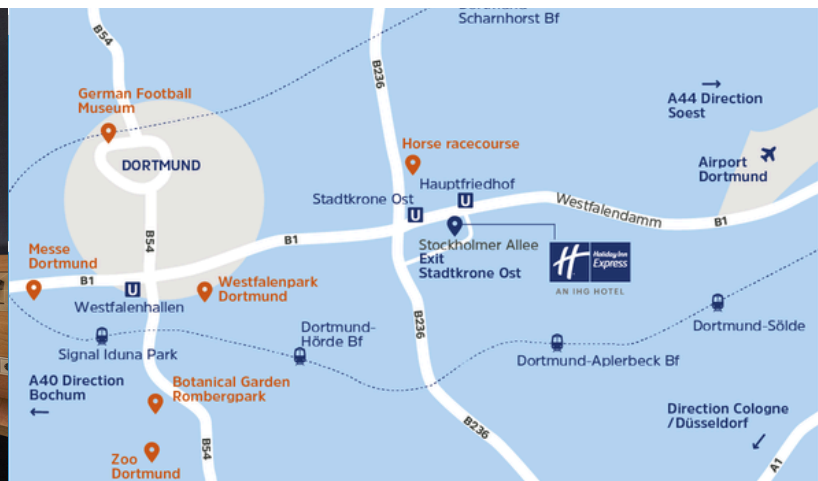 Scharnhorst Bf
B54
B236
A44 Direction
Soest
German Football
Museum
DORTMUND
Horse racecourse
Airport
Dortmund
Hauptfriedhof
Stadtkrone Ost
U
U
Westfalendamm
B1
B54
B1
Stockholmer Allee
Exit
Stadtkrone Ost
H
Holiday Inn
Express
AN IHG HOTEL
Messe
Dortmund
B1
U
Westfalenhallen
Westfalenpark
Dortmund
B236
Dortmund-
Hörde Bf
Dortmund-Sölde
Signal Iduna Park
Dortmund-Aplerbeck Bf
A40 Direction
Bochum
Botanical Garden
Rombergpark
Direction Cologne
/Düsseldorf
B54
B236
Zoo
Dortmund
A1